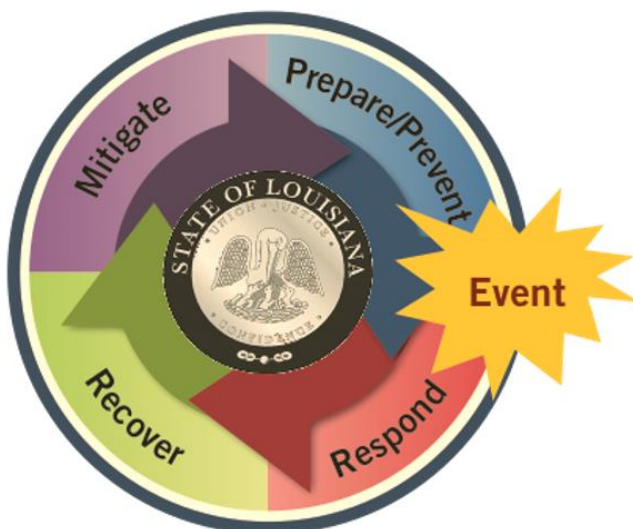 Mitigate
Prepare/Prevent
STATE OF LOUISIANA
UNION • JUSTICE
CONFIDENCE
Event
Recover
Respond